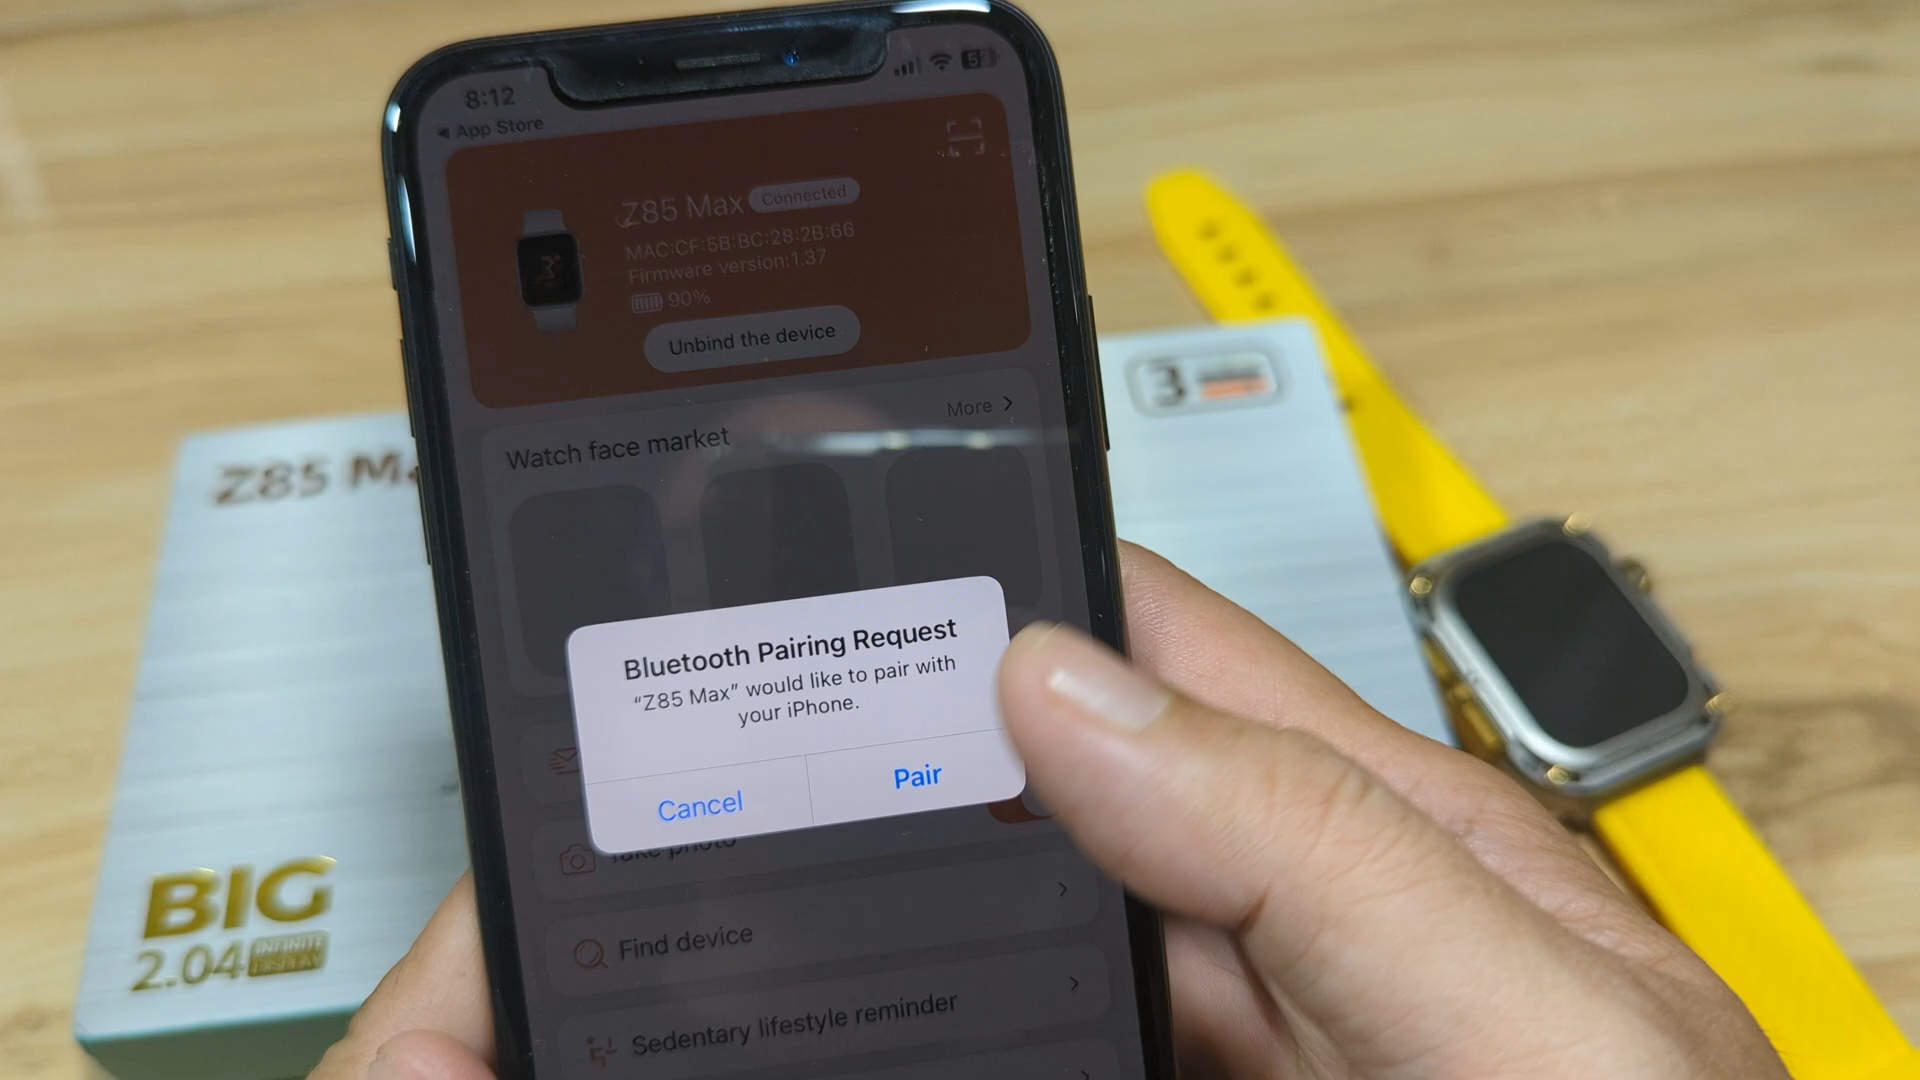 8:12
53
◀ App Store
Z85 Max Connected
MAC:CF:5B:BC:28:2B:66
Firmware version:1.37
90%
Unbind the device
Watch face market
More
Bluetooth Pairing Request
“Z85 Max” would like to pair with
your iPhone.
Cancel
Pair
Take photo
Find device
Sedentary lifestyle reminder
Z85 Ma
3
BIG
2.04 INFINITE
DISPLAY